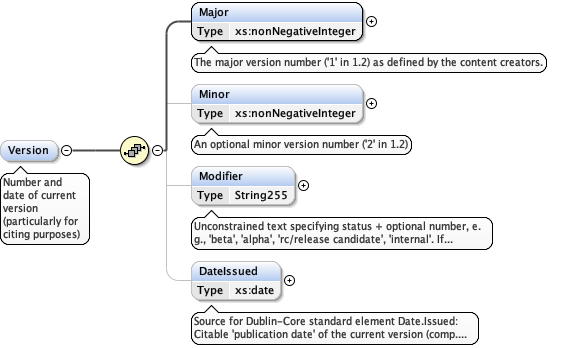 Major
Type xs:nonNegativeInteger
The major version number ('1' in 1.2) as defined by the content creators.
Minor
Type xs:nonNegativeInteger
An optional minor version number ('2' in 1.2)
Version
Number and
date of current
version
(particularly for
citing purposes)
Modifier
Type String255
Unconstrained text specifying status + optional number, e.
g., 'beta', 'alpha', 'rc/release candidate', 'internal'. If...
DateIssued
Type xs:date
Source for Dublin-Core standard element Date.Issued:
Citable 'publication date' of the current version (comp....